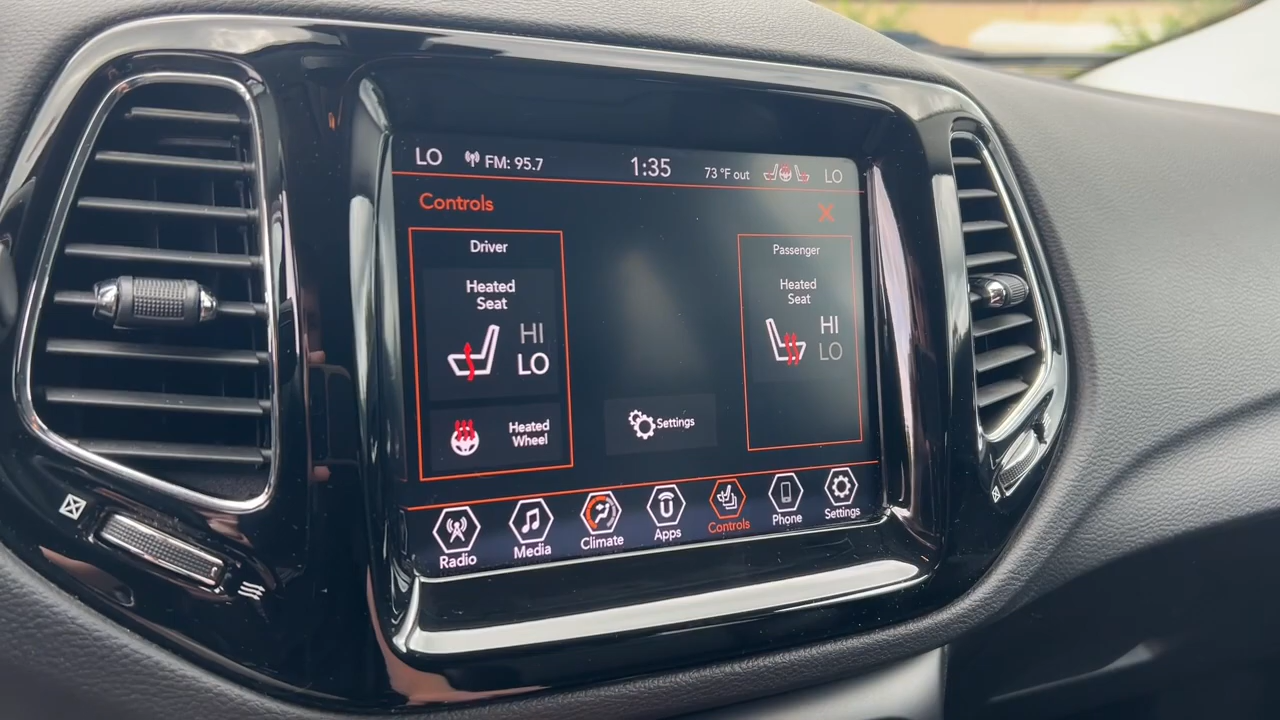 LO FM: 95.7 1:35 73 °F out LO
Controls X
Driver
Heated
Seat
HI
LO
Heated
Wheel
Settings
Passenger
Heated
Seat
HI
LO
Radio Media Climate Apps Controls Phone Settings